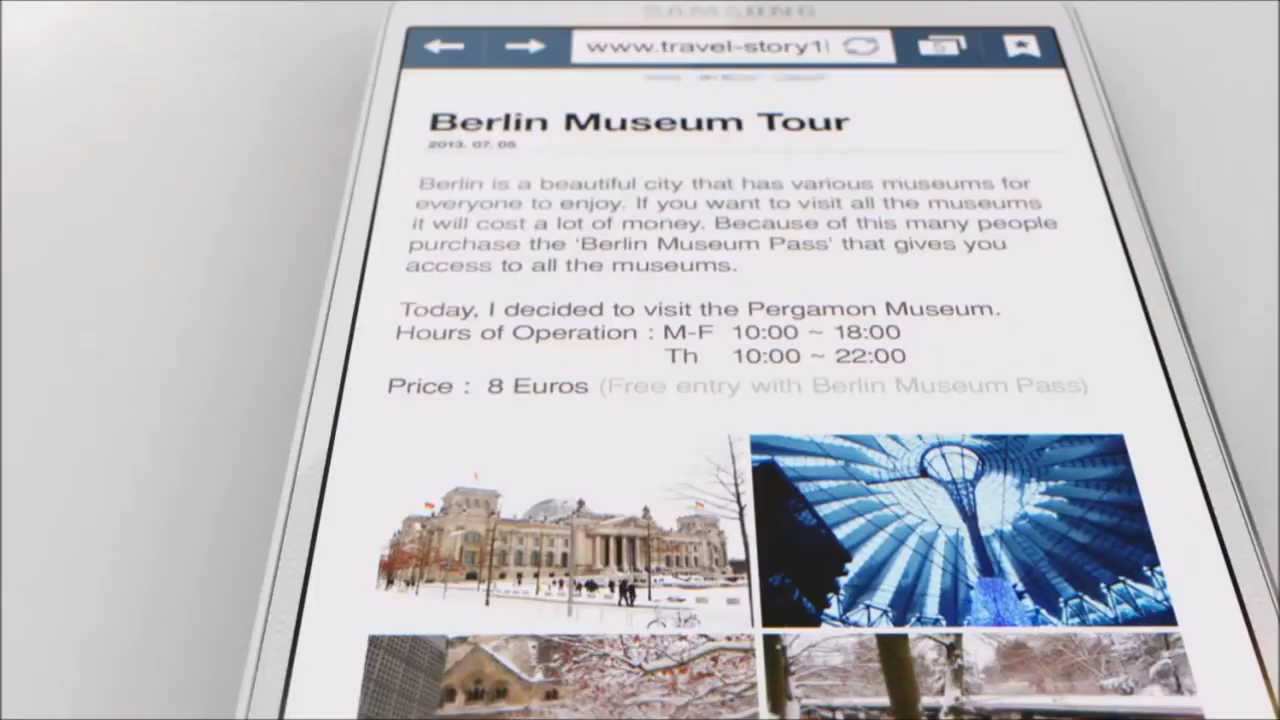 SAMSUNG
www.travel-story1
5
Berlin Museum Tour
2013. 07. 08
Berlin is a beautiful city that has various museums for
everyone to enjoy. If you want to visit all the museums
it will cost a lot of money. Because of this many people
purchase the 'Berlin Museum Pass' that gives you
access to all the museums.
Today, I decided to visit the Pergamon Museum.
Hours of Operation : M-F 10:00 ~ 18:00
Th 10:00 ~ 22:00
Price : 8 Euros (Free entry with Berlin Museum Pass)